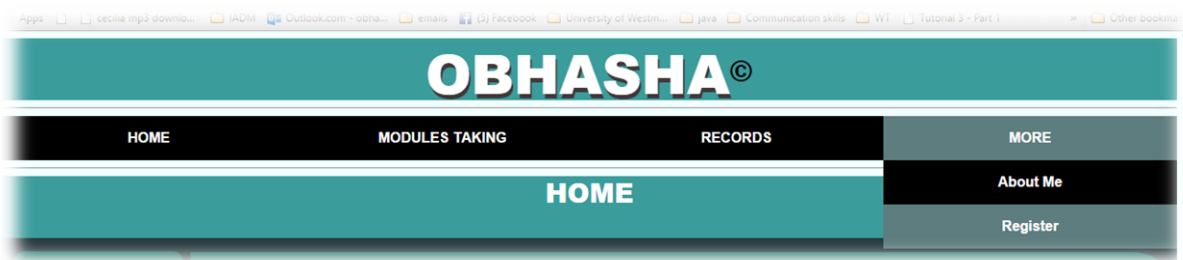 Apps cecilia mp3 downlo... IADM Outlook.com - obha... emails (5) Facebook University of Westm... java Communication skills WT Tutorial 3 - Part 1 » Other bookmar
OBHASHA©
HOME MODULES TAKING RECORDS MORE
About Me
HOME
Register